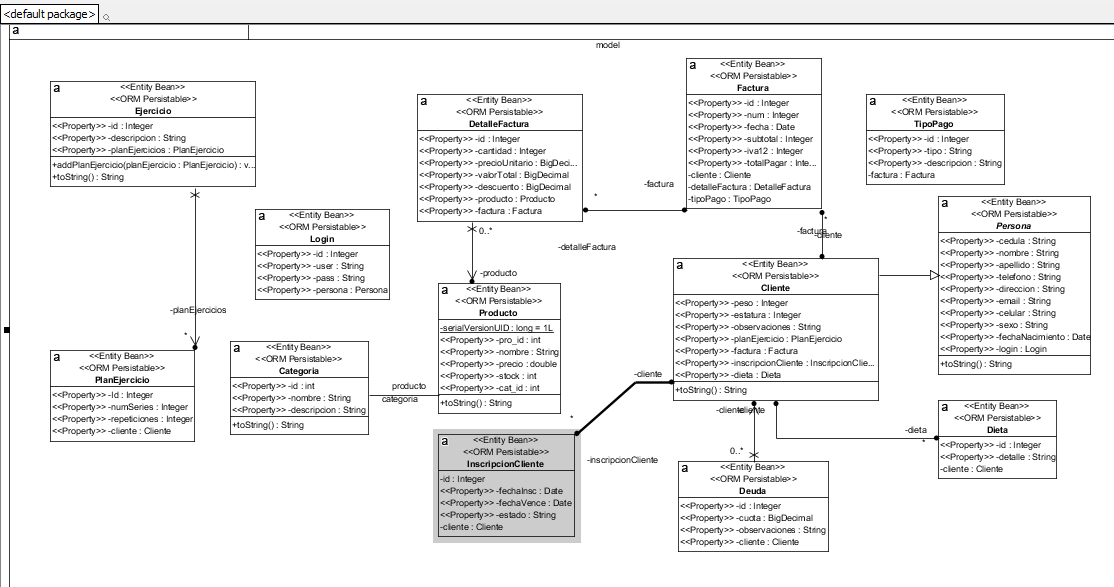 <default package>
a
model
a
<<Entity Bean>>
<<ORM Persistable>>
Ejercicio
<<Property>> -id : Integer
<<Property>> -descripcion : String
<<Property>> -planEjercicios : PlanEjercicio
+addPlanEjercicio(planEjercicio : PlanEjercicio) : v...
+toString() : String
a
<<Entity Bean>>
<<ORM Persistable>>
DetalleFactura
<<Property>> -id : Integer
<<Property>> -cantidad : Integer
<<Property>> -precioUnitario : BigDeci...
<<Property>> -valorTotal : BigDecimal
<<Property>> -descuento : BigDecimal
<<Property>> -producto : Producto
<<Property>> -factura : Factura
a
<<Entity Bean>>
<<ORM Persistable>>
Factura
<<Property>> -id : Integer
<<Property>> -num : Integer
<<Property>> -fecha : Date
<<Property>> -subtotal : Integer
<<Property>> -iva12 : Integer
<<Property>> -totalPagar : Inte...
-cliente : Cliente
-detalleFactura : DetalleFactura
-tipoPago : TipoPago
a
<<Entity Bean>>
<<ORM Persistable>>
TipoPago
<<Property>> -id : Integer
<<Property>> -tipo : String
<<Property>> -descripcion : String
-factura : Factura
-factura
*
a
<<Entity Bean>>
<<ORM Persistable>>
Login
<<Property>> -id : Integer
<<Property>> -user : String
<<Property>> -pass : String
<<Property>> -persona : Persona
0..*
-detalleFactura
-producto
*
-factura
-cliente
a
<<Entity Bean>>
<<ORM Persistable>>
Persona
<<Property>> -cedula : String
<<Property>> -nombre : String
<<Property>> -apellido : String
<<Property>> -telefono : String
<<Property>> -direccion : String
<<Property>> -email : String
<<Property>> -celular : String
<<Property>> -sexo : String
<<Property>> -fechaNacimiento : Date
<<Property>> -login : Login
+toString() : String
a
<<Entity Bean>>
<<ORM Persistable>>
Cliente
<<Property>> -peso : Integer
<<Property>> -estatura : Integer
<<Property>> -observaciones : String
<<Property>> -planEjercicio : PlanEjercicio
<<Property>> -factura : Factura
<<Property>> -inscripcionCliente : InscripcionClie...
<<Property>> -dieta : Dieta
+toString() : String
a
<<Entity Bean>>
<<ORM Persistable>>
Producto
-serialVersionUID : long = 1L
<<Property>> -pro_id : int
<<Property>> -nombre : String
<<Property>> -precio : double
<<Property>> -stock : int
<<Property>> -cat_id : int
+toString() : String
-planEjercicios
*
a
<<Entity Bean>>
<<ORM Persistable>>
PlanEjercicio
<<Property>> -Id : Integer
<<Property>> -numSeries : Integer
<<Property>> -repeticiones : Integer
<<Property>> -cliente : Cliente
a
<<Entity Bean>>
<<ORM Persistable>>
Categoria
<<Property>> -id : int
<<Property>> -nombre : String
<<Property>> -descripcion : String
+toString() : String
producto
categoria
-cliente
*
-inscripcionCliente
a
<<Entity Bean>>
<<ORM Persistable>>
InscripcionCliente
-id : Integer
<<Property>> -fechaInsc : Date
<<Property>> -fechaVence : Date
<<Property>> -estado : String
-cliente : Cliente
-cliente
0..*
-dieta
*
a
<<Entity Bean>>
<<ORM Persistable>>
Dieta
<<Property>> -id : Integer
<<Property>> -detalle : String
-cliente : Cliente
a
<<Entity Bean>>
<<ORM Persistable>>
Deuda
<<Property>> -id : Integer
<<Property>> -cuota : BigDecimal
<<Property>> -observaciones : String
<<Property>> -cliente : Cliente